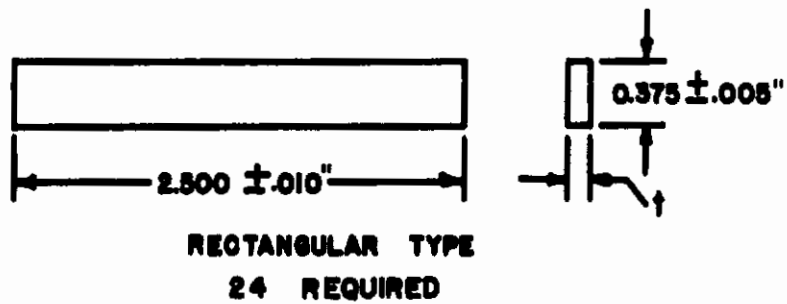 0.375 ±.005"
2.500 ±.010"
t
RECTANGULAR TYPE
24 REQUIRED